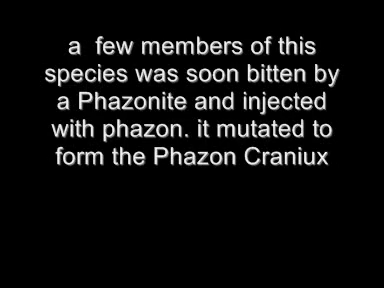 a  few members of this
species was soon bitten by
a Phazonite and injected
with phazon. it mutated to
form the Phazon Craniux